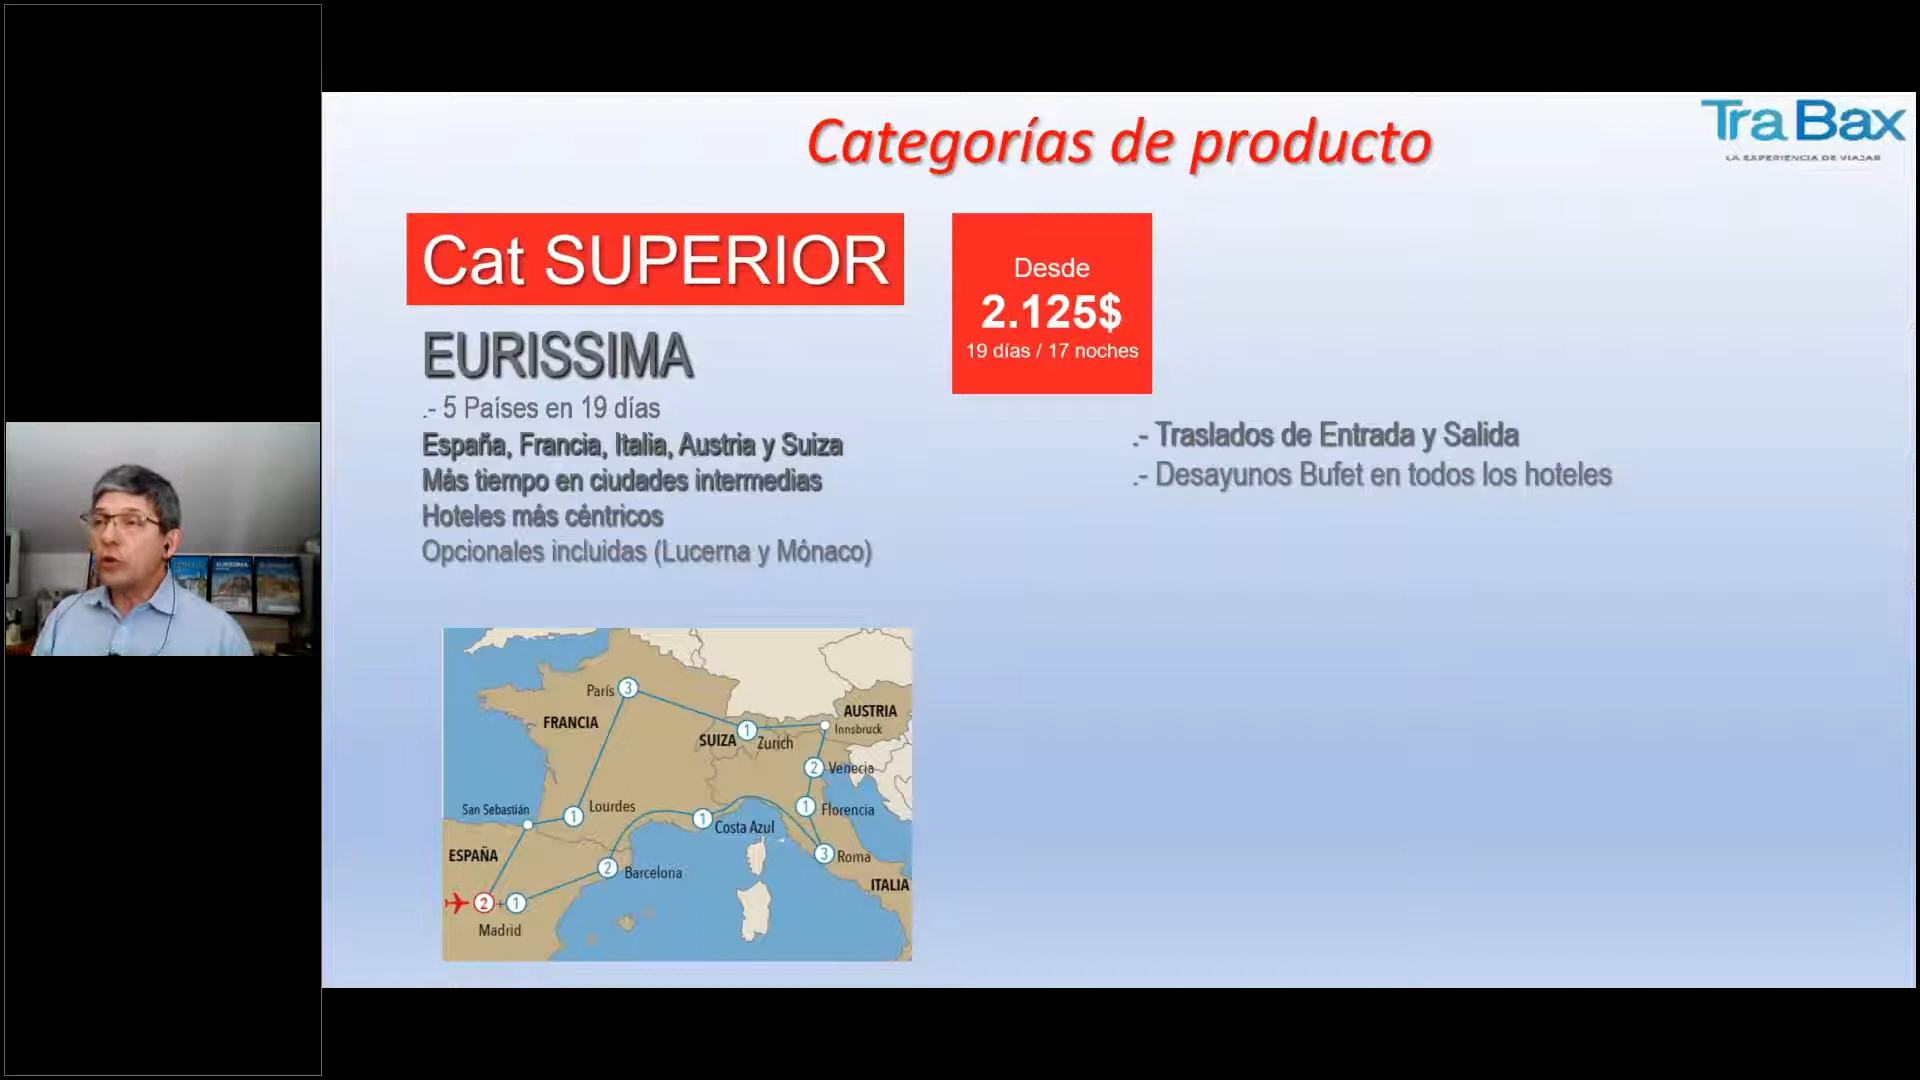 Categorías de producto
Tra Bax
LA EXPERIENCIA DE VIAJAR
Cat SUPERIOR
Desde
2.125$
19 días / 17 noches
EURISSIMA
.- 5 Países en 19 días
España, Francia, Italia, Austria y Suiza
Más tiempo en ciudades intermedias
Hoteles más céntricos
Opcionales incluidas (Lucerna y Mónaco)
.- Traslados de Entrada y Salida
.- Desayunos Bufet en todos los hoteles
EURISSIMA
París 3
FRANCIA
AUSTRIA
Innsbruck
SUIZA
1 Zurich
2 Venecia
San Sebastián
1 Lourdes
1 Florencia
1 Costa Azul
ESPAÑA
3 Roma
2 Barcelona
ITALIA
2 + 1
Madrid